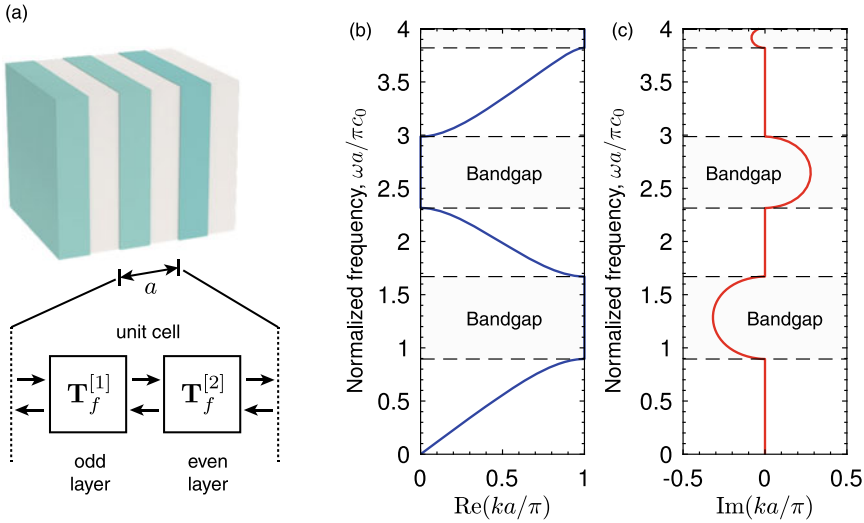 (a)
a
unit cell
T_f^[1]
T_f^[2]
odd
layer
even
layer
(b)
Normalized frequency, ωa/πc₀
4
3.5
3
2.5
2
1.5
1
0.5
0
Bandgap
Bandgap
0
0.5
1
Re(ka/π)
(c)
Normalized frequency, ωa/πc₀
4
3.5
3
2.5
2
1.5
1
0.5
0
Bandgap
Bandgap
-0.5
0
0.5
Im(ka/π)